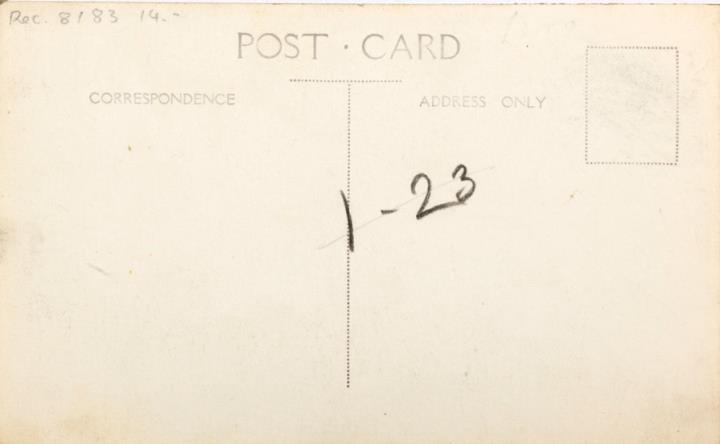 Rec. 8183 14.-
POST · CARD
CORRESPONDENCE
ADDRESS ONLY
1-23